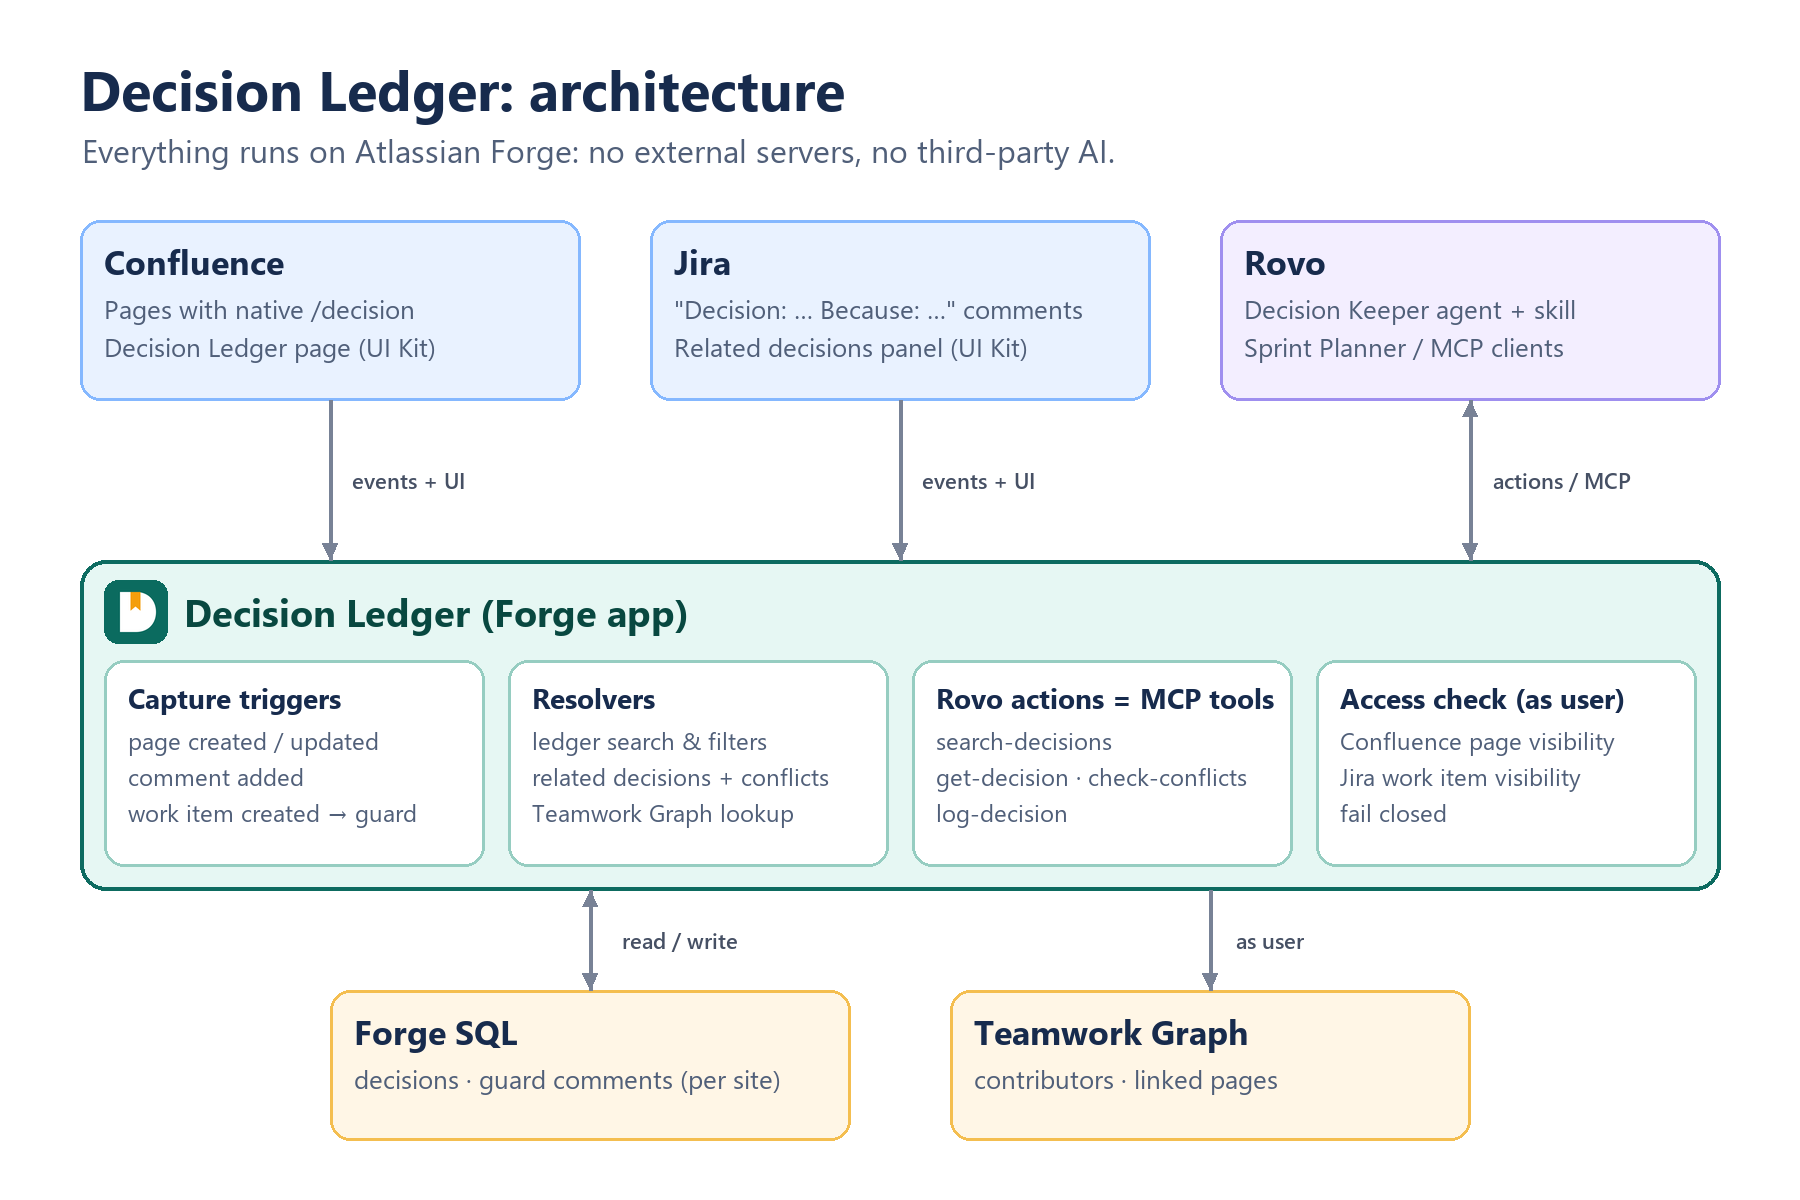 Decision Ledger: architecture
Everything runs on Atlassian Forge: no external servers, no third-party AI.
Confluence
Pages with native /decision
Decision Ledger page (UI Kit)
Jira
"Decision: ... Because: ..." comments
Related decisions panel (UI Kit)
Rovo
Decision Keeper agent + skill
Sprint Planner / MCP clients
events + UI
events + UI
actions / MCP
Decision Ledger (Forge app)
Capture triggers
page created / updated
comment added
work item created → guard
Resolvers
ledger search & filters
related decisions + conflicts
Teamwork Graph lookup
Rovo actions = MCP tools
search-decisions
get-decision · check-conflicts
log-decision
Access check (as user)
Confluence page visibility
Jira work item visibility
fail closed
read / write
as user
Forge SQL
decisions · guard comments (per site)
Teamwork Graph
contributors · linked pages